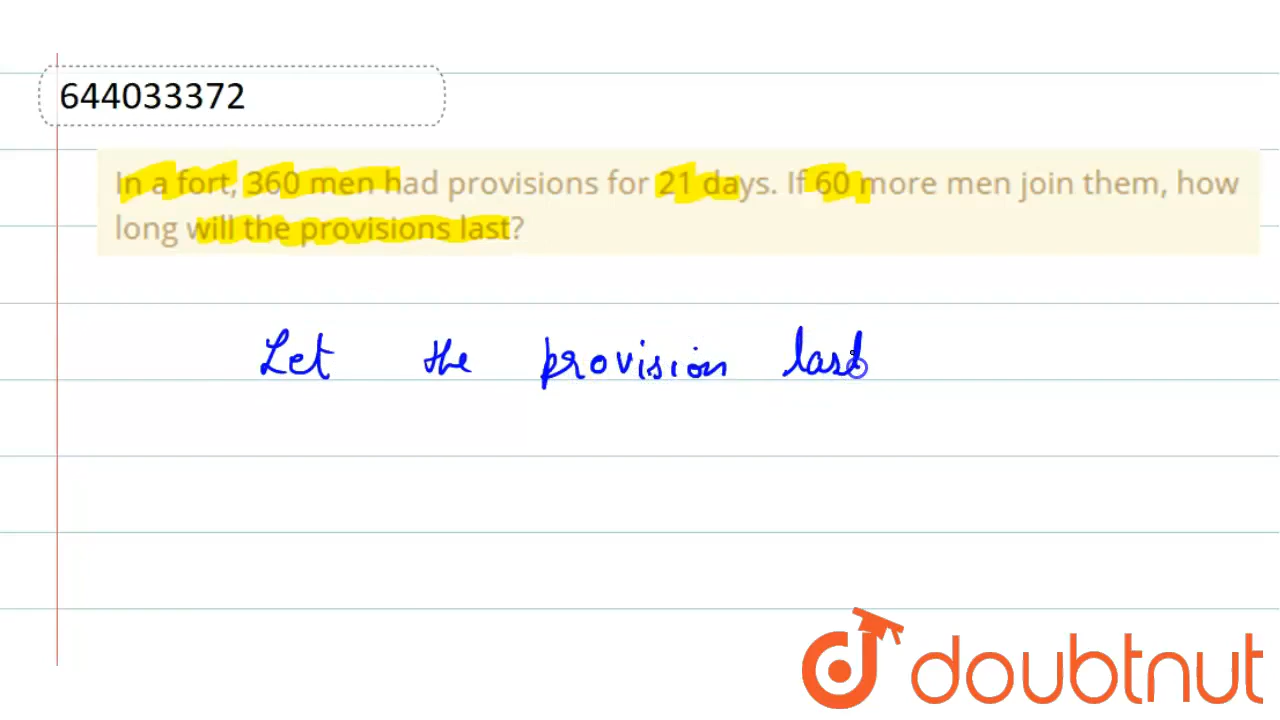 644033372
In a fort, 360 men had provisions for 21 days. If 60 more men join them, how
long will the provisions last?
Let the provision last
doubtnut